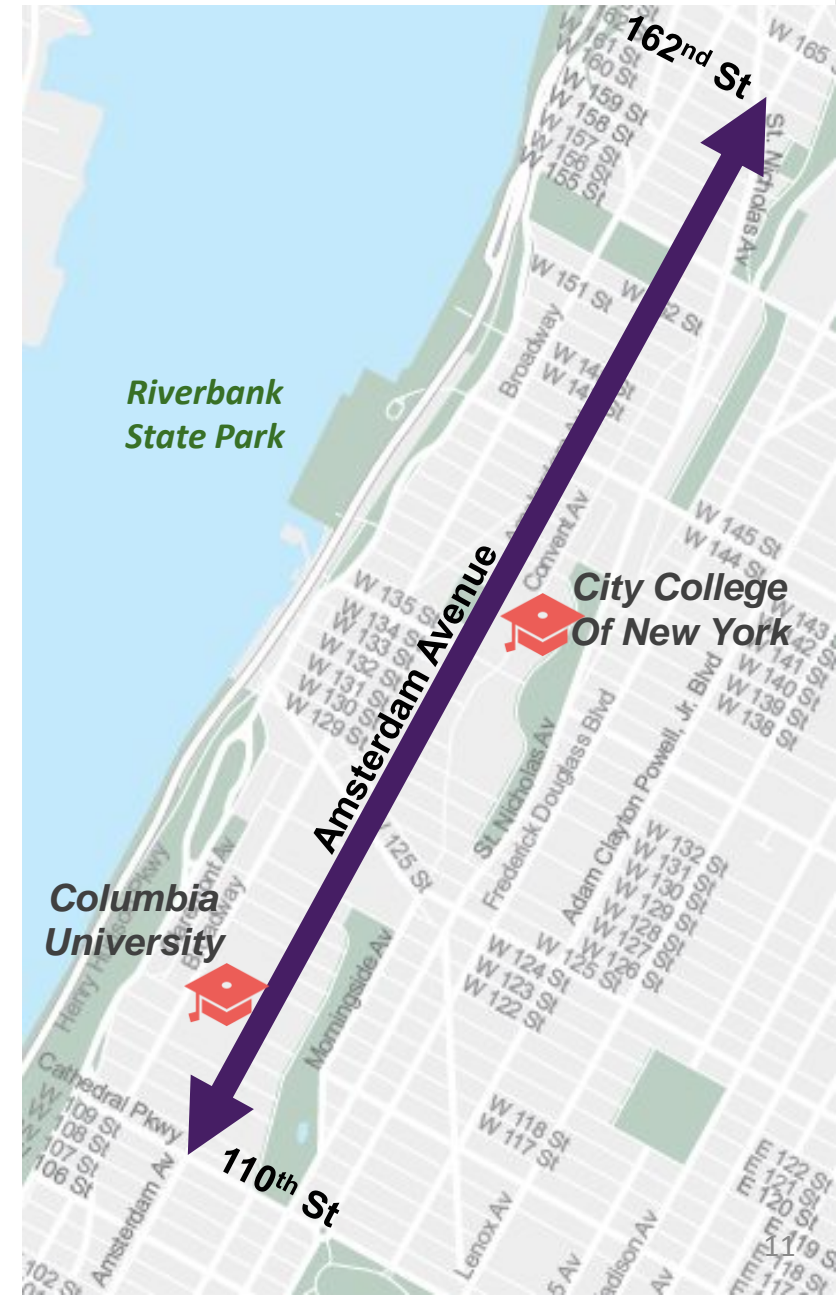 162nd St
W 165
W 161 St
W 160 St
W 159 St
W 158 St
W 157 St
W 156 St
W 155 St
St. Nicholas Av
W 151 St
St
Broadway
Riverbank
State Park
W 145 St
W 144 St
Convent Av
City College
Of New York
W 135 St
W 134 St
W 133 St
W 132 St
W 131 St
W 130 St
W 129 St
W 140 St
W 139 St
W 138 St
Amsterdam Avenue
St. Nicholas Av
Frederick Douglass Blvd
Adam Clayton Powell, Jr. Blvd
125 St
W 132 St
W 131 St
W 130 St
W 129 St
W 128 St
W 127 St
W 126 St
W 125 St
W 124 St
W 123 St
W 122 St
Columbia
University
Morningside Av
Cathedral Pkwy
W 109 St
W 108 St
107 St
106 St
Amsterdam Av
110th St
W 118 St
W 117 St
Lenox Av
5 Av
Av
E 122 St
E 121 St
E 120 St
E 119 St
E 118 St
102 St
11